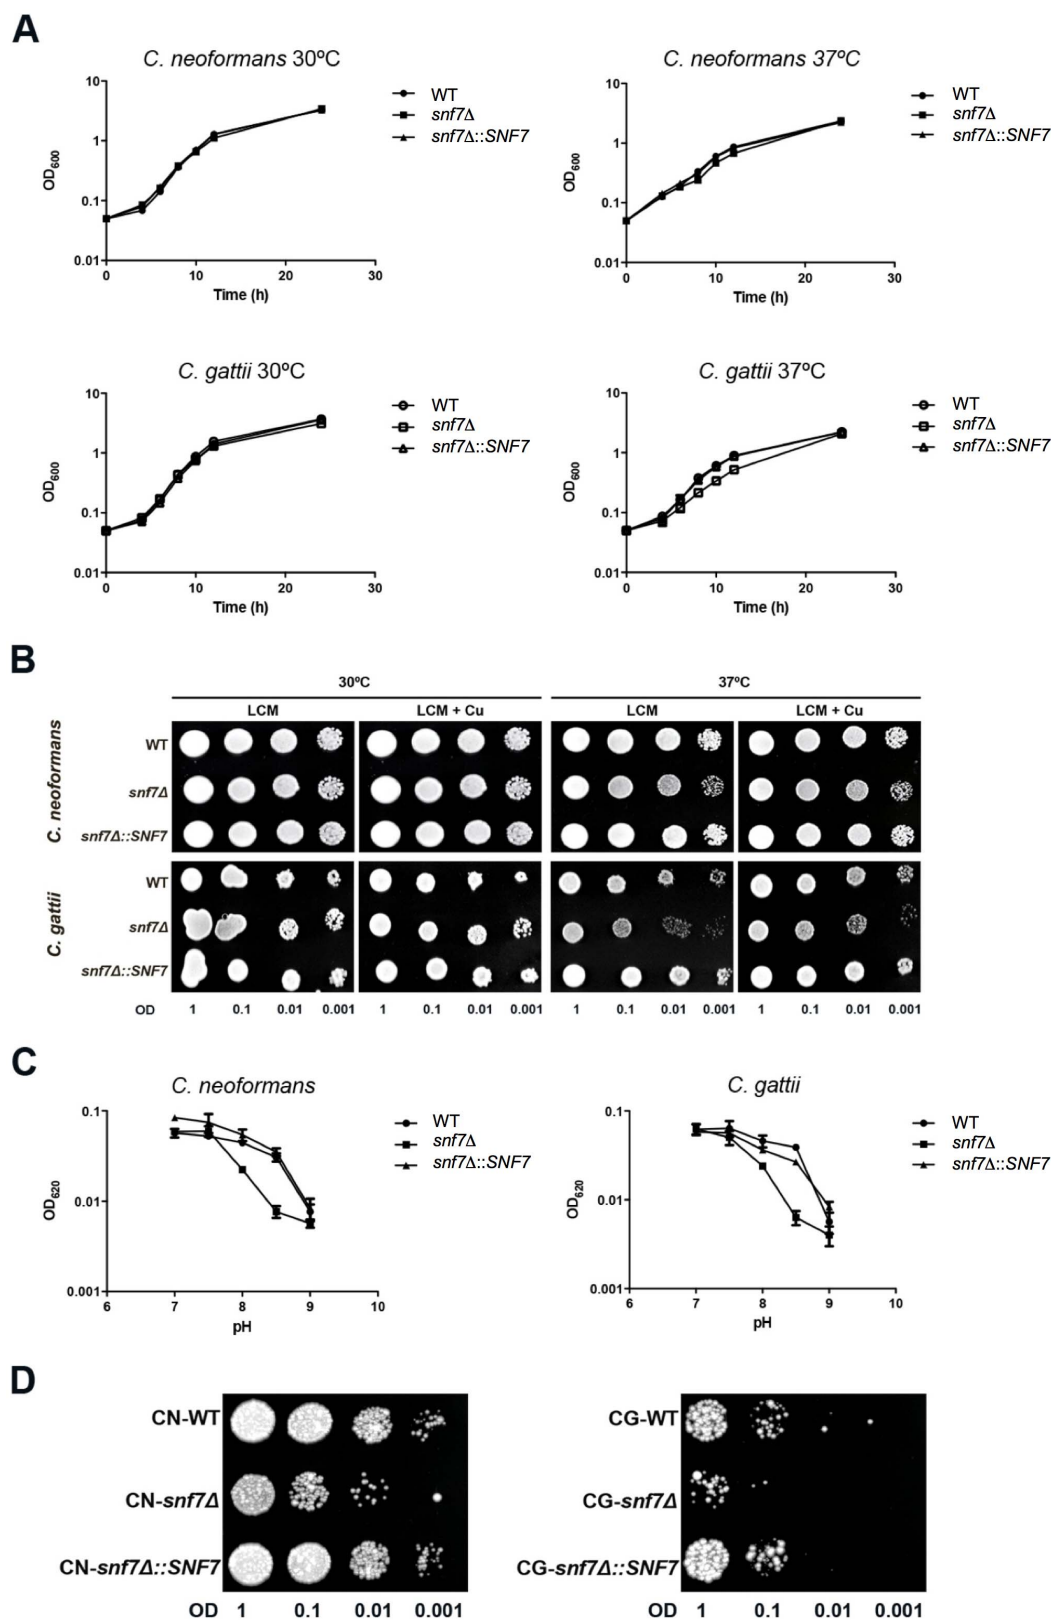 A
C. neoformans 30ºC
10
1
0.1
0.01
OD600
0
10
20
30
Time (h)
WT
snf7Δ
snf7Δ::SNF7
C. neoformans 37ºC
10
1
0.1
0.01
OD600
0
10
20
30
Time (h)
WT
snf7Δ
snf7Δ::SNF7
C. gattii 30ºC
10
1
0.1
0.01
OD600
0
10
20
30
Time (h)
WT
snf7Δ
snf7Δ::SNF7
C. gattii 37ºC
10
1
0.1
0.01
OD600
0
10
20
30
Time (h)
WT
snf7Δ
snf7Δ::SNF7
B
30ºC 37ºC
LCM LCM + Cu LCM LCM + Cu
C. neoformans
WT
snf7Δ
snf7Δ::SNF7
C. gattii
WT
snf7Δ
snf7Δ::SNF7
OD 1 0.1 0.01 0.001 1 0.1 0.01 0.001 1 0.1 0.01 0.001 1 0.1 0.01 0.001
C
C. neoformans
0.1
0.01
0.001
OD620
6 7 8 9 10
pH
WT
snf7Δ
snf7Δ::SNF7
C. gattii
0.1
0.01
0.001
OD620
6 7 8 9 10
pH
WT
snf7Δ
snf7Δ::SNF7
D
CN-WT
CN-snf7Δ
CN-snf7Δ::SNF7
OD 1 0.1 0.01 0.001
CG-WT
CG-snf7Δ
CG-snf7Δ::SNF7
OD 1 0.1 0.01 0.001